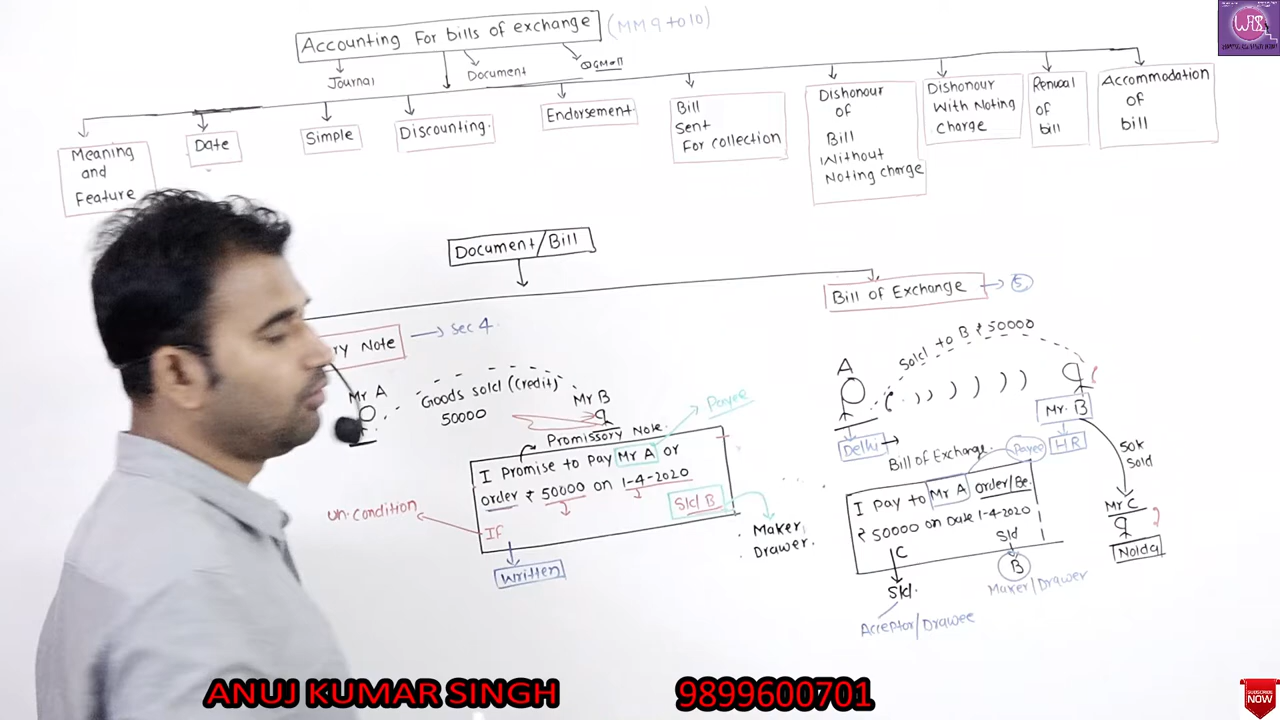 Accounting For bills of exchange (MM 9 to 10)
Journal
Document
Meaning
and
Feature
Date
Simple
Discounting.
Endorsement
Bill
Sent
For collection
Dishonour
of
Bill
Without
Noting charge
Dishonour
With Noting
Charge
Renual
of
bill
Accommodation
of
bill
Document/Bill
ry Note → Sec 4
Mr A
Goods sold (Credit)
50000
Mr B
Promissory Note.
I Promise to pay Mr A or
order ₹ 50000 on 1-4-2020
S/d B
If
un-condition
Written
Payee
Maker/
Drawer.
Bill of Exchange → 5
A
Sold to B ₹ 50000
Mr. B
Delhi →
HR
Bill of Exchange.
Payee
I Pay to Mr A order/Be.
₹ 50000 on Date 1-4-2020
C
S/d
S/d.
B
Maker/Drawer
Acceptor/Drawee
50K
Sold
Mr C
Noida
ANUJ KUMAR SINGH 9899600701
SUBSCRIBE
NOW